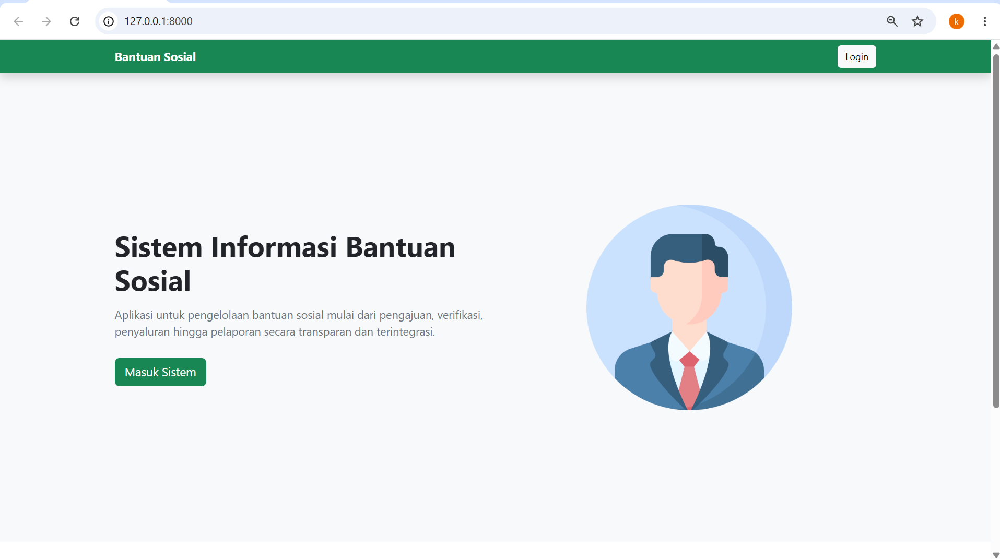 127.0.0.1:8000
k
Bantuan Sosial
Login
Sistem Informasi Bantuan
Sosial
Aplikasi untuk pengelolaan bantuan sosial mulai dari pengajuan, verifikasi,
penyaluran hingga pelaporan secara transparan dan terintegrasi.
Masuk Sistem